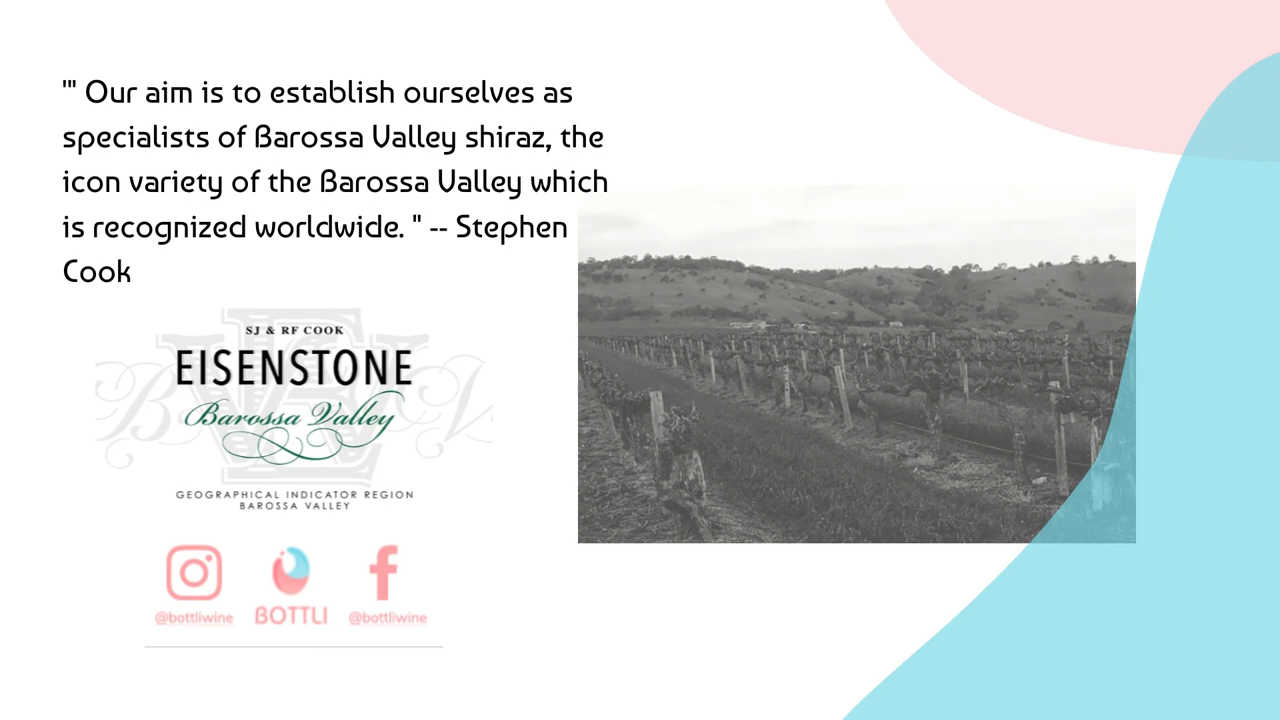 "' Our aim is to establish ourselves as
specialists of Barossa Valley shiraz, the
icon variety of the Barossa Valley which
is recognized worldwide. " -- Stephen
Cook
SJ & RF COOK
EISENSTONE
Barossa Valley
GEOGRAPHICAL INDICATOR REGION
BAROSSA VALLEY
@bottliwine BOTTLI @bottliwine